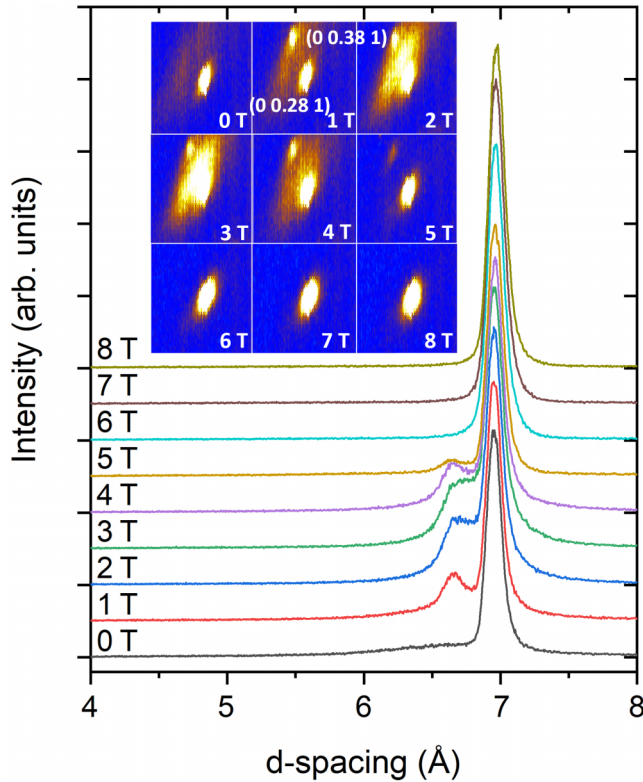 (0 0.38 1)
0 T
(0 0.28 1)
1 T
2 T
3 T
4 T
5 T
6 T
7 T
8 T
8 T
7 T
6 T
5 T
4 T
3 T
2 T
1 T
0 T
Intensity (arb. units)
4 5 6 7 8
d-spacing (Å)